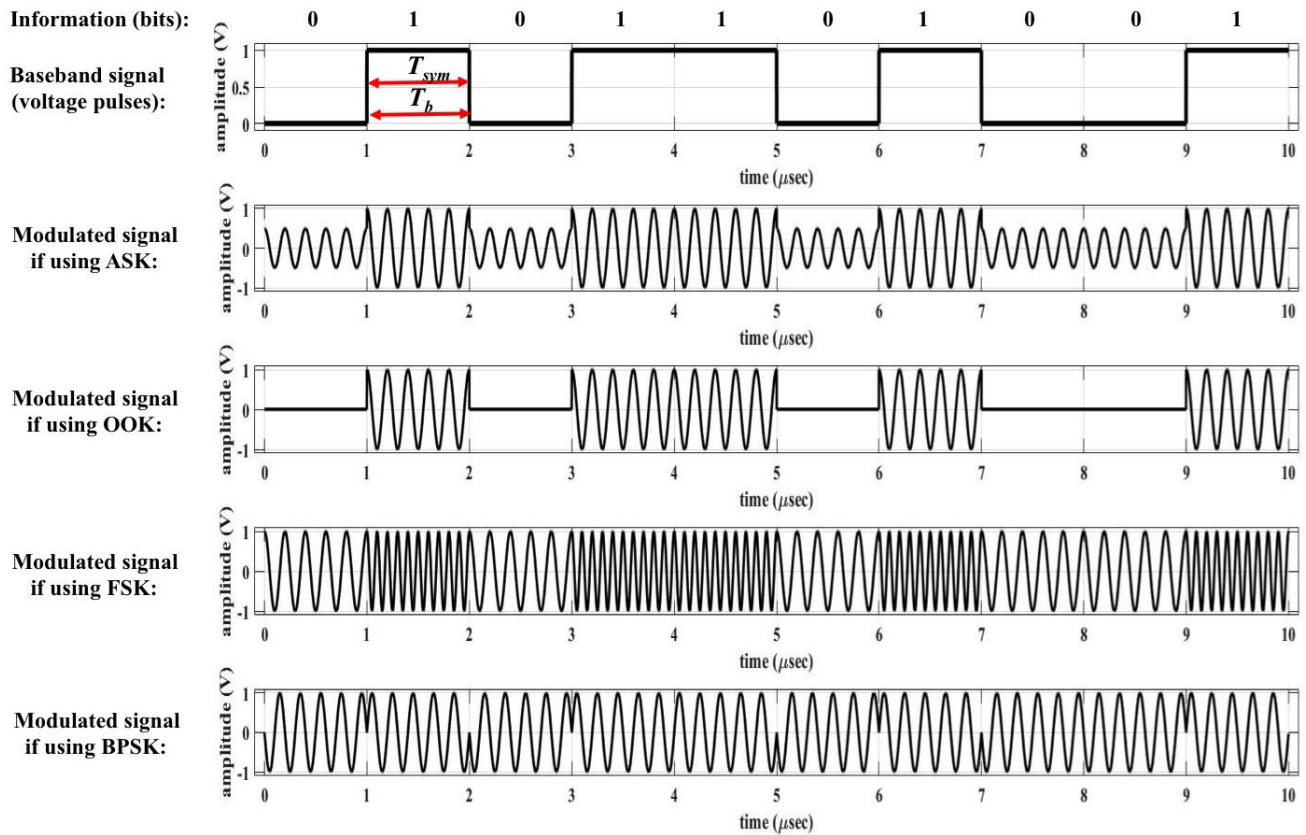 Information (bits): 0 1 0 1 1 0 1 0 0 1
Baseband signal
(voltage pulses):
amplitude (V)
1
0.5
0
T_sym
T_b
0 1 2 3 4 5 6 7 8 9 10
time (μsec)
Modulated signal
if using ASK:
amplitude (V)
1
0
-1
0 1 2 3 4 5 6 7 8 9 10
time (μsec)
Modulated signal
if using OOK:
amplitude (V)
1
0
-1
0 1 2 3 4 5 6 7 8 9 10
time (μsec)
Modulated signal
if using FSK:
amplitude (V)
1
0
-1
0 1 2 3 4 5 6 7 8 9 10
time (μsec)
Modulated signal
if using BPSK:
amplitude (V)
1
0
-1
0 1 2 3 4 5 6 7 8 9 10
time (μsec)